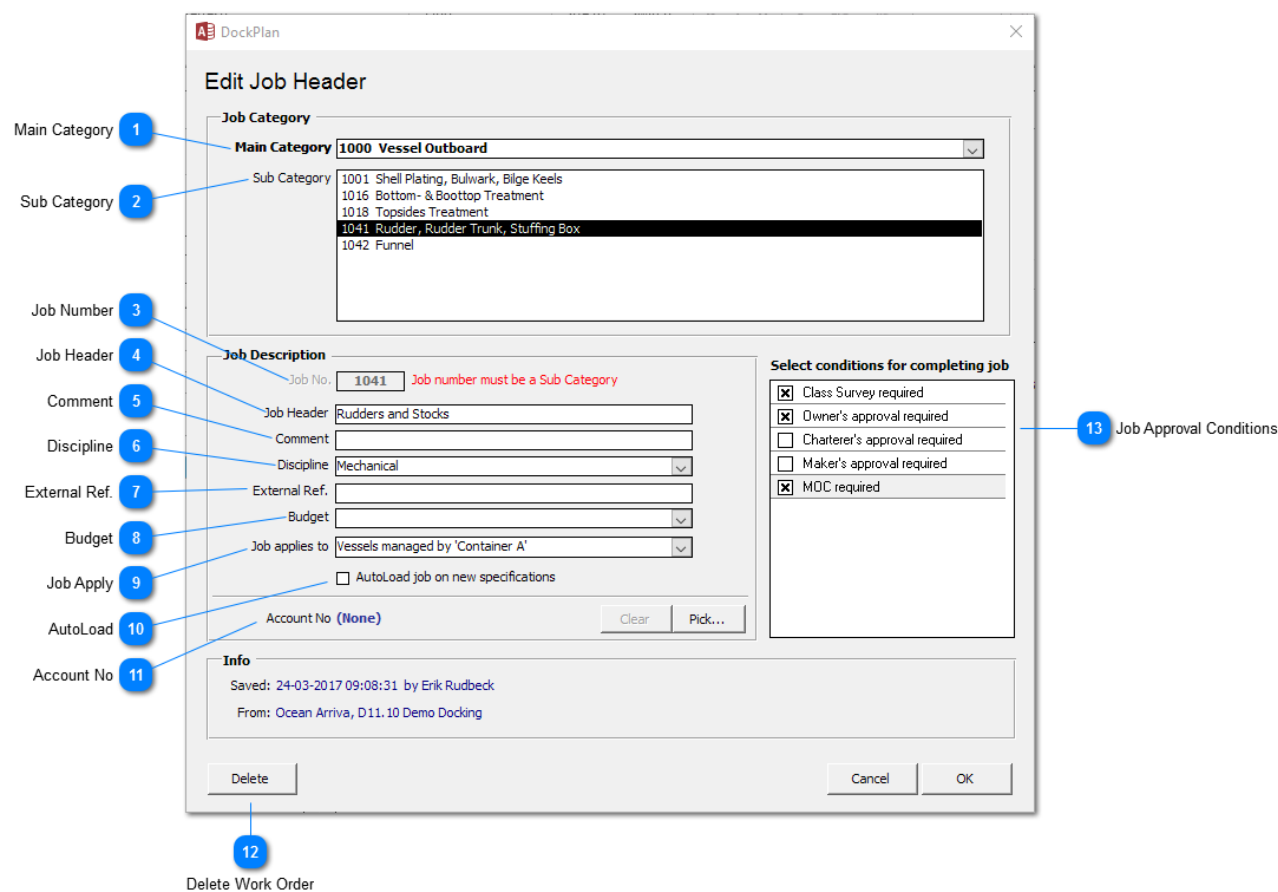 DockPlan
Edit Job Header
Job Category
Main Category 1 Main Category 1000 Vessel Outboard
Sub Category 2 Sub Category 1001 Shell Plating, Bulwark, Bilge Keels
1016 Bottom- & Boottop Treatment
1018 Topsides Treatment
1041 Rudder, Rudder Trunk, Stuffing Box
1042 Funnel
Job Description
Job Number 3 Job No. 1041 Job number must be a Sub Category
Job Header 4 Job Header Rudders and Stocks
Comment 5 Comment
Discipline 6 Discipline Mechanical
External Ref. 7 External Ref.
Budget 8 Budget
Job Apply 9 Job applies to Vessels managed by 'Container A'
AutoLoad 10 AutoLoad job on new specifications
Account No 11 Account No (None) Clear Pick...
Select conditions for completing job
Class Survey required
Owner's approval required
Charterer's approval required
Maker's approval required
MOC required
13 Job Approval Conditions
Info
Saved: 24-03-2017 09:08:31 by Erik Rudbeck
From: Ocean Arriva, D11.10 Demo Docking
Delete Cancel OK
12
Delete Work Order